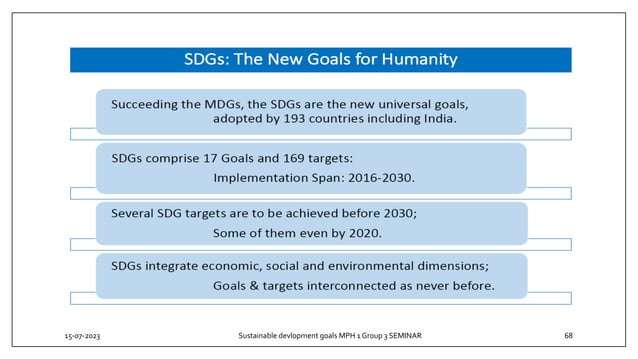 SDGs: The New Goals for Humanity
Succeeding the MDGs, the SDGs are the new universal goals,
adopted by 193 countries including India.
SDGs comprise 17 Goals and 169 targets:
Implementation Span: 2016-2030.
Several SDG targets are to be achieved before 2030;
Some of them even by 2020.
SDGs integrate economic, social and environmental dimensions;
Goals & targets interconnected as never before.
15-07-2023
Sustainable devlopment goals MPH 1 Group 3 SEMINAR
68